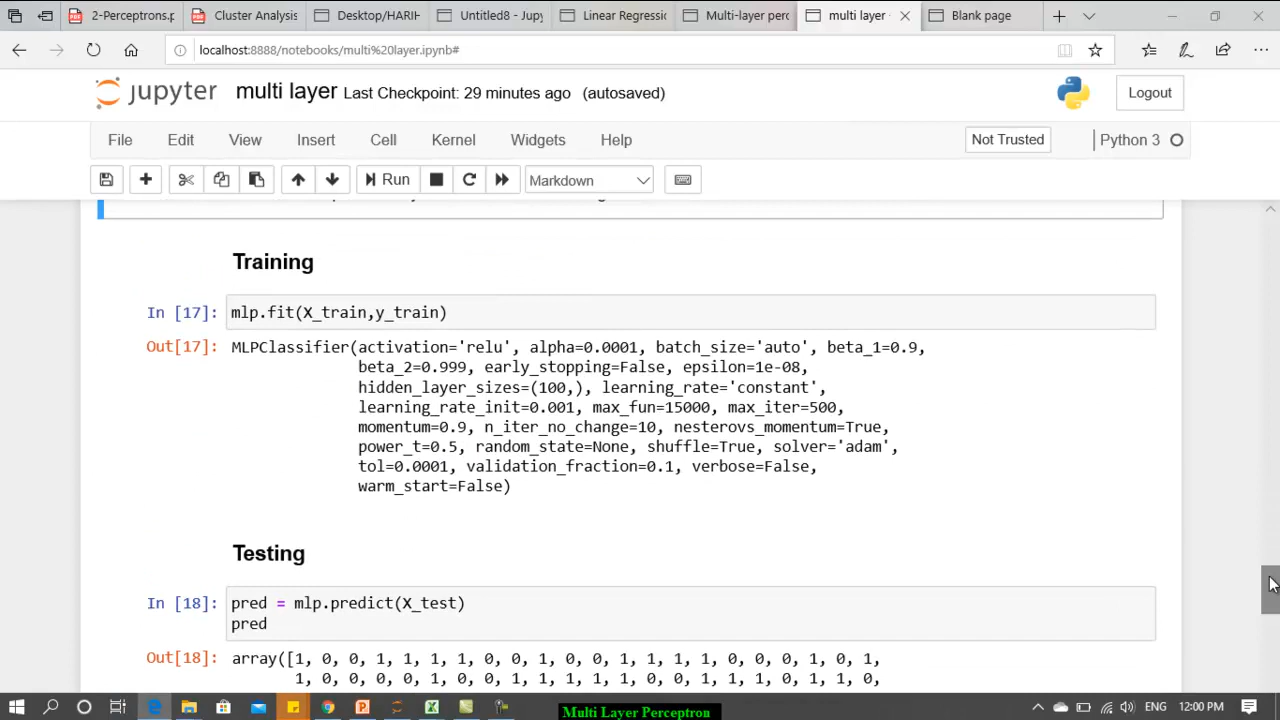 2-Perceptrons.p
Cluster Analysis
Desktop/HARIH
Untitled8 - Jupy
Linear Regressic
Multi-layer perc
multi layer
Blank page
localhost:8888/notebooks/multi%20layer.ipynb#
jupyter multi layer Last Checkpoint: 29 minutes ago (autosaved)
Logout
File Edit View Insert Cell Kernel Widgets Help
Not Trusted
Python 3
Run
Markdown
Training
In [17]: mlp.fit(X_train,y_train)
Out[17]: MLPClassifier(activation='relu', alpha=0.0001, batch_size='auto', beta_1=0.9,
beta_2=0.999, early_stopping=False, epsilon=1e-08,
hidden_layer_sizes=(100,), learning_rate='constant',
learning_rate_init=0.001, max_fun=15000, max_iter=500,
momentum=0.9, n_iter_no_change=10, nesterovs_momentum=True,
power_t=0.5, random_state=None, shuffle=True, solver='adam',
tol=0.0001, validation_fraction=0.1, verbose=False,
warm_start=False)
Testing
In [18]: pred = mlp.predict(X_test)
pred
Out[18]: array([1, 0, 0, 1, 1, 1, 1, 0, 0, 1, 0, 0, 1, 1, 1, 1, 0, 0, 0, 1, 0, 1,
1, 0, 0, 0, 0, 1, 0, 0, 1, 1, 1, 1, 1, 0, 0, 1, 1, 1, 0, 1, 1, 0,
ENG
12:00 PM
Multi Layer Perceptron